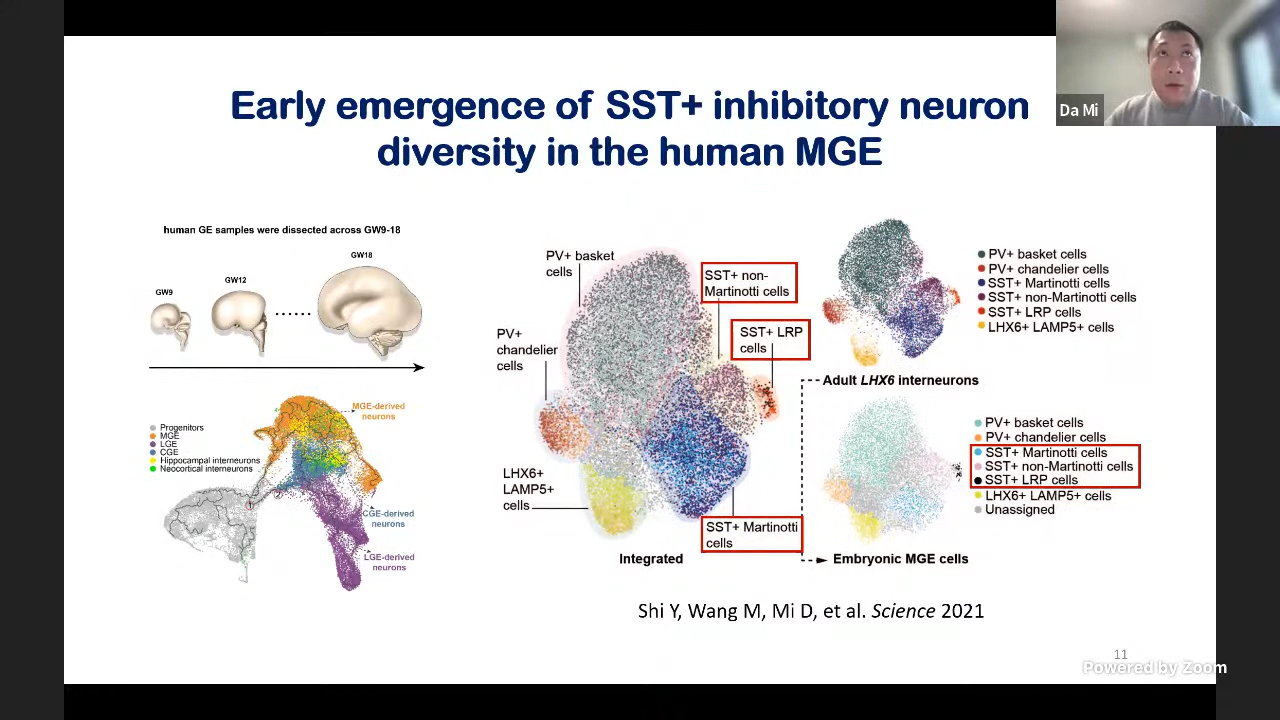 Da Mi
Early emergence of SST+ inhibitory neuron
diversity in the human MGE
human GE samples were dissected across GW9-18
GW9
GW12
GW18
Progenitors
MGE
LGE
CGE
Hippocampal interneurons
Neocortical interneurons
MGE-derived
neurons
CGE-derived
neurons
LGE-derived
neurons
PV+ basket
cells
SST+ non-
Martinotti cells
SST+ LRP
cells
PV+
chandelier
cells
LHX6+
LAMP5+
cells
SST+ Martinotti
cells
Integrated
PV+ basket cells
PV+ chandelier cells
SST+ Martinotti cells
SST+ non-Martinotti cells
SST+ LRP cells
LHX6+ LAMP5+ cells
Adult LHX6 interneurons
PV+ basket cells
PV+ chandelier cells
SST+ Martinotti cells
SST+ non-Martinotti cells
SST+ LRP cells
LHX6+ LAMP5+ cells
Unassigned
Embryonic MGE cells
Shi Y, Wang M, Mi D, et al. Science 2021
11
Powered by Zoom